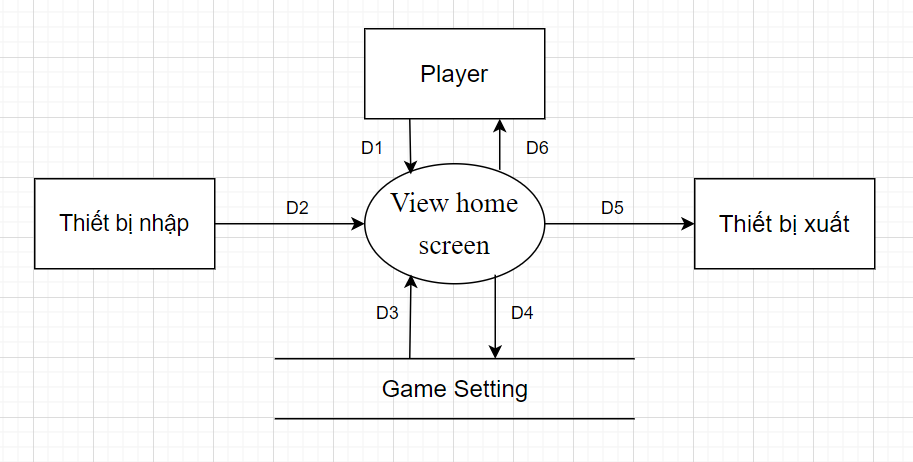 Player
D1
D6
Thiết bị nhập
D2
View home
screen
D5
Thiết bị xuất
D3
D4
Game Setting